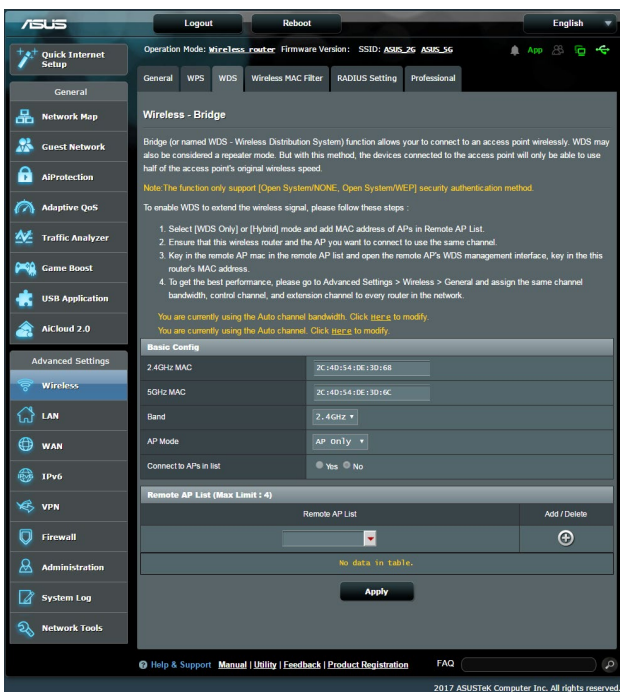 ASUS
Logout
Reboot
English
Quick Internet Setup
Operation Mode: Wireless router Firmware Version: SSID: ASUS_2G ASUS_5G
App
General
WPS
WDS
Wireless MAC Filter
RADIUS Setting
Professional
General
Network Map
Guest Network
AiProtection
Adaptive QoS
Traffic Analyzer
Game Boost
USB Application
AiCloud 2.0
Advanced Settings
Wireless
LAN
WAN
IPv6
VPN
Firewall
Administration
System Log
Network Tools
Wireless - Bridge
Bridge (or named WDS - Wireless Distribution System) function allows your to connect to an access point wirelessly. WDS may
also be considered a repeater mode. But with this method, the devices connected to the access point will only be able to use
half of the access point's original wireless speed.
Note:The function only support [Open System/NONE, Open System/WEP] security authentication method.
To enable WDS to extend the wireless signal, please follow these steps :
1. Select [WDS Only] or [Hybrid] mode and add MAC address of APs in Remote AP List.
2. Ensure that this wireless router and the AP you want to connect to use the same channel.
3. Key in the remote AP mac in the remote AP list and open the remote AP's WDS management interface, key in the this
router's MAC address.
4. To get the best performance, please go to Advanced Settings > Wireless > General and assign the same channel
bandwidth, control channel, and extension channel to every router in the network.
You are currently using the Auto channel bandwidth. Click Here to modify.
You are currently using the Auto channel. Click Here to modify.
Basic Config
2.4GHz MAC 2C:4D:54:DE:3D:68
5GHz MAC 2C:4D:54:DE:3D:6C
Band 2.4GHz
AP Mode AP Only
Connect to APs in list Yes No
Remote AP List (Max Limit : 4)
Remote AP List Add / Delete
No data in table.
Apply
Help & Support Manual | Utility | Feedback | Product Registration FAQ
2017 ASUSTeK Computer Inc. All rights reserved.